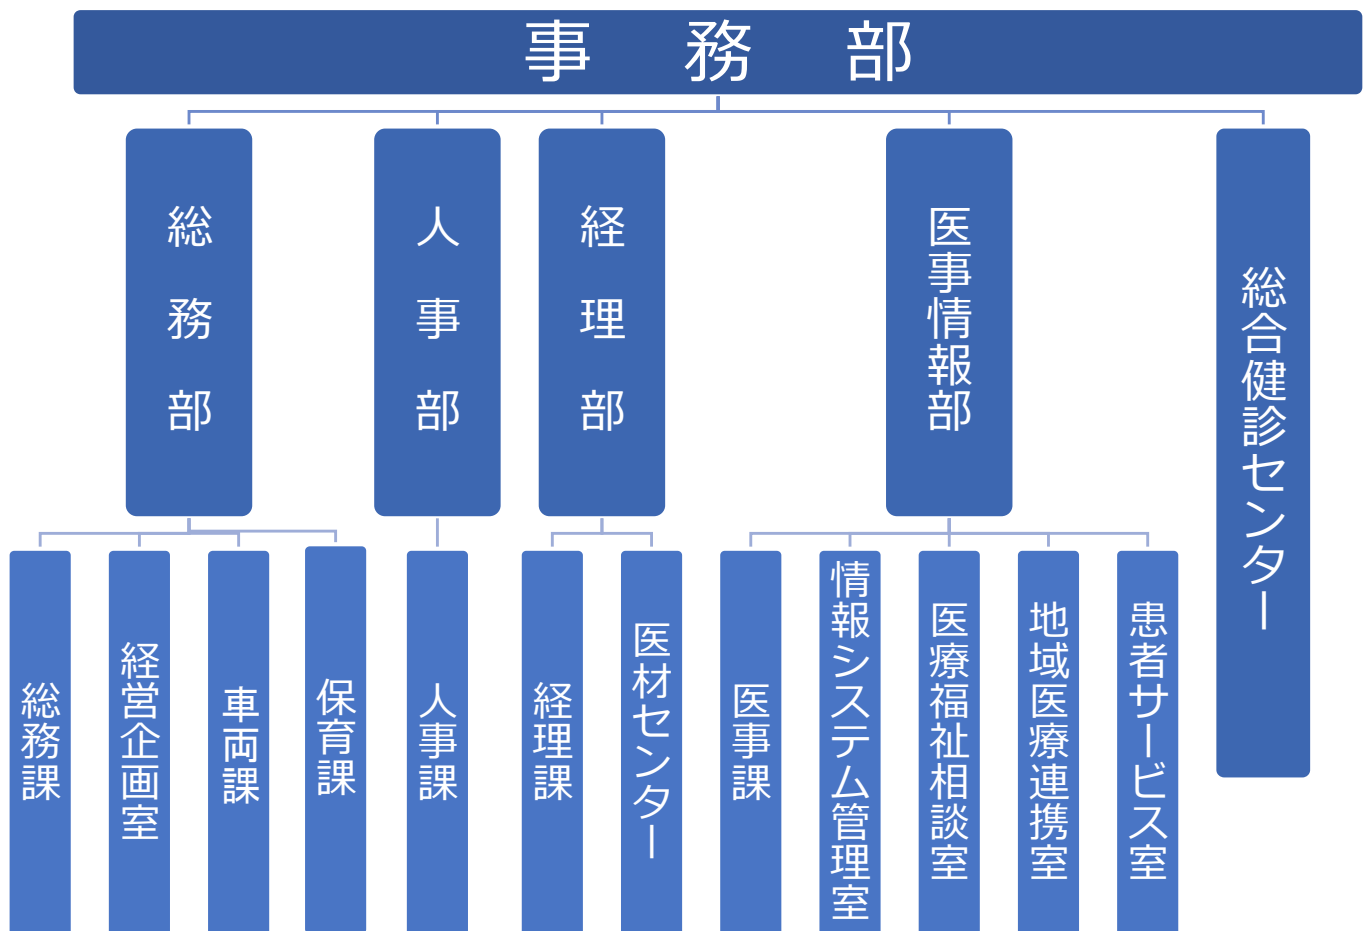 事務部
総務部
人事部
経理部
医事情報部
総合健診センター
総務課
経営企画室
車両課
保育課
人事課
経理課
医材センター
医事課
情報システム管理室
医療福祉相談室
地域医療連携室
患者サービス室